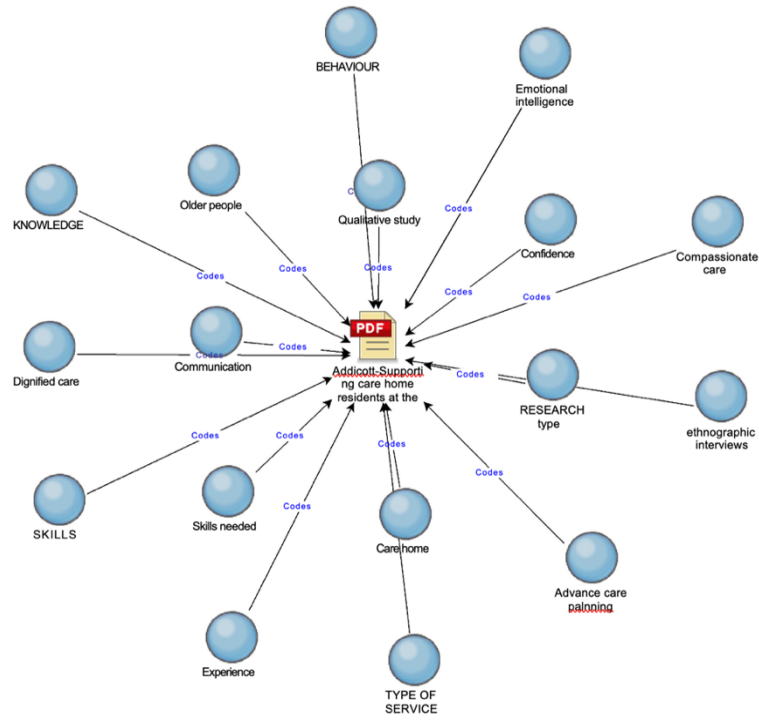 BEHAVIOUR
Emotional
intelligence
Older people
Codes
Qualitative study
Codes
KNOWLEDGE
Confidence
Compassionate
care
Codes
Codes
Codes
Codes
Codes
PDF
Communication
Codes
Codes
Dignified care
Addicott-Supporti
ng care home
residents at the
Codes
RESEARCH
type
ethnographic
interviews
Codes
Codes
Codes
Codes
Codes
SKILLS
Skills needed
Care home
Advance care
palnning
Experience
TYPE OF
SERVICE